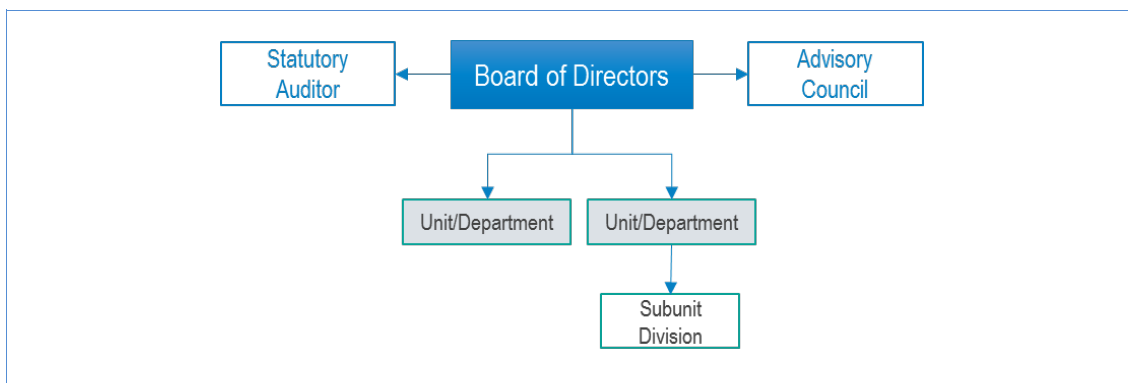 Statutory
Auditor
Board of Directors
Advisory
Council
Unit/Department
Unit/Department
Subunit
Division